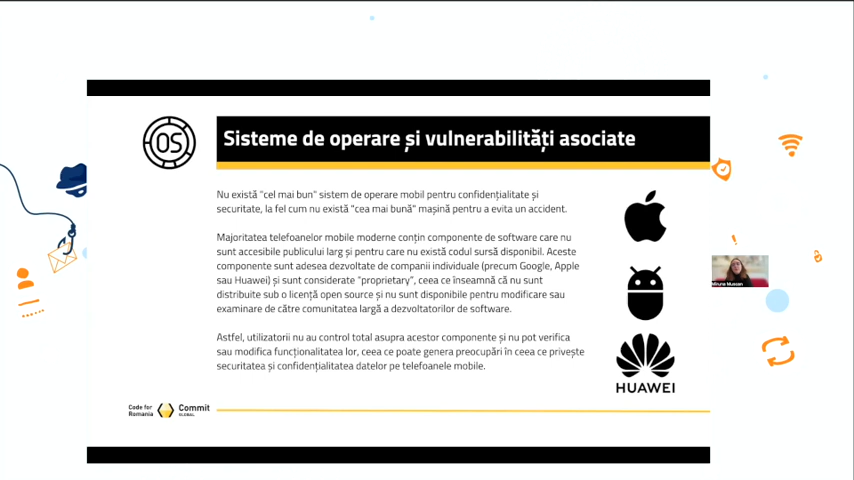 OS
Sisteme de operare și vulnerabilități asociate
Nu există "cel mai bun" sistem de operare mobil pentru confidențialitate și
securitate, la fel cum nu există "cea mai bună" mașină pentru a evita un accident.
Majoritatea telefoanelor mobile moderne conțin componente de software care nu
sunt accesibile publicului larg și pentru care nu există codul sursă disponibil. Aceste
componente sunt adesea dezvoltate de companii individuale (precum Google, Apple
sau Huawei) și sunt considerate "proprietary", ceea ce înseamnă că nu sunt
distribuite sub o licență open source și nu sunt disponibile pentru modificare sau
examinare de către comunitatea largă a dezvoltatorilor de software.
Astfel, utilizatorii nu au control total asupra acestor componente și nu pot verifica
sau modifica funcționalitatea lor, ceea ce poate genera preocupări în ceea ce privește
securitatea și confidențialitatea datelor pe telefoanele mobile.
HUAWEI
Code for
Romania
Commit
GLOBAL